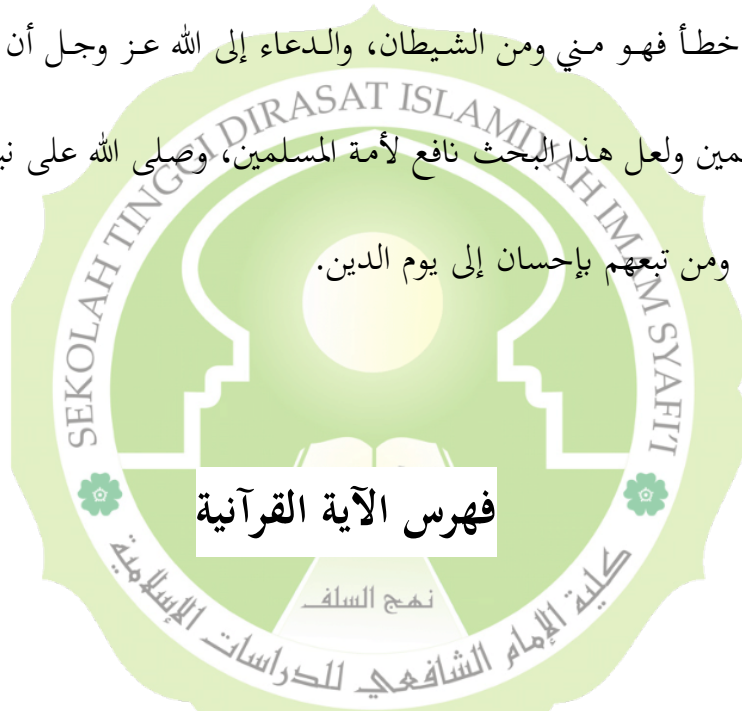 خطأ فهو مني ومن الشيطان، والدعاء إلى الله عز وجل أن
مين ولعل هذا البحث نافع لأمة المسلمين، وصلى الله على
ومن تبعهم بإحسان إلى يوم الدين.
فهرس الآية القرآنية
SEKOLAH TINGGI DIRASAT ISLAMIYAH IMAM SYAFI'I
نهج السلف
كلية الإمام الشافعي للدراسات الإسلامية